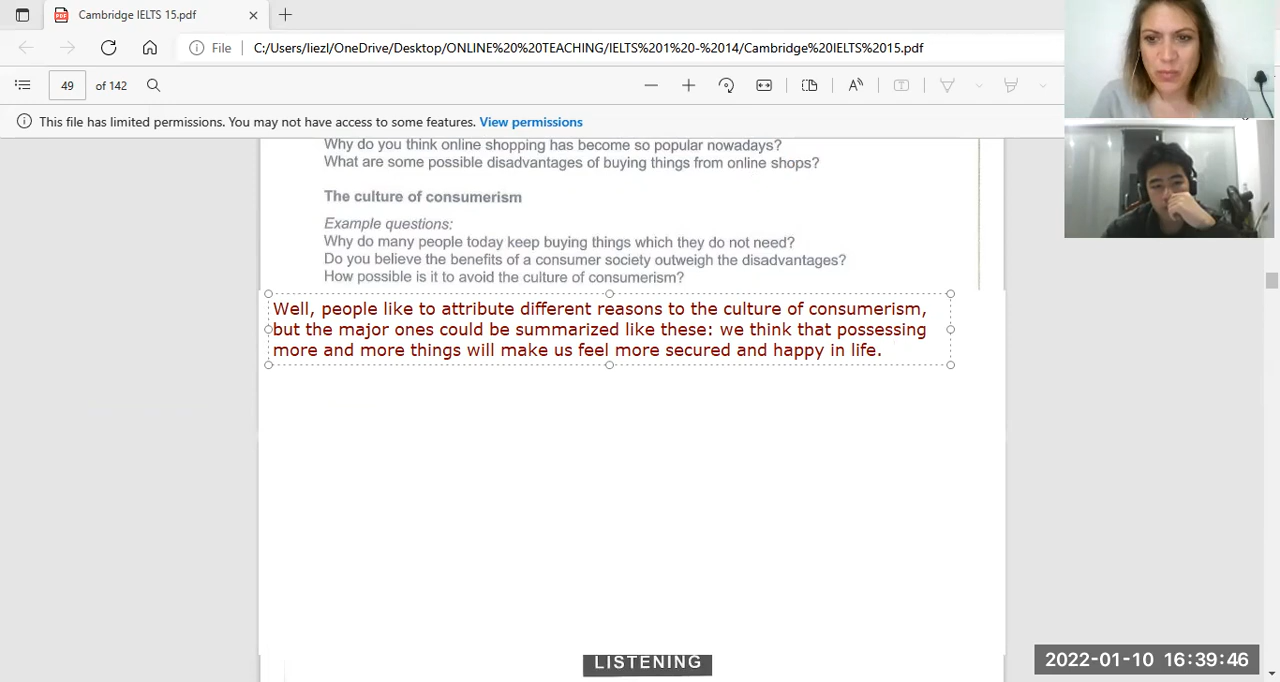 Cambridge IELTS 15.pdf
File C:/Users/liezl/OneDrive/Desktop/ONLINE%20%20TEACHING/IELTS%201%20-%2014/Cambridge%20IELTS%2015.pdf
49 of 142
This file has limited permissions. You may not have access to some features. View permissions
Why do you think online shopping has become so popular nowadays?
What are some possible disadvantages of buying things from online shops?
The culture of consumerism
Example questions:
Why do many people today keep buying things which they do not need?
Do you believe the benefits of a consumer society outweigh the disadvantages?
How possible is it to avoid the culture of consumerism?
Well, people like to attribute different reasons to the culture of consumerism,
but the major ones could be summarized like these: we think that possessing
more and more things will make us feel more secured and happy in life.
LISTENING
2022-01-10 16:39:46